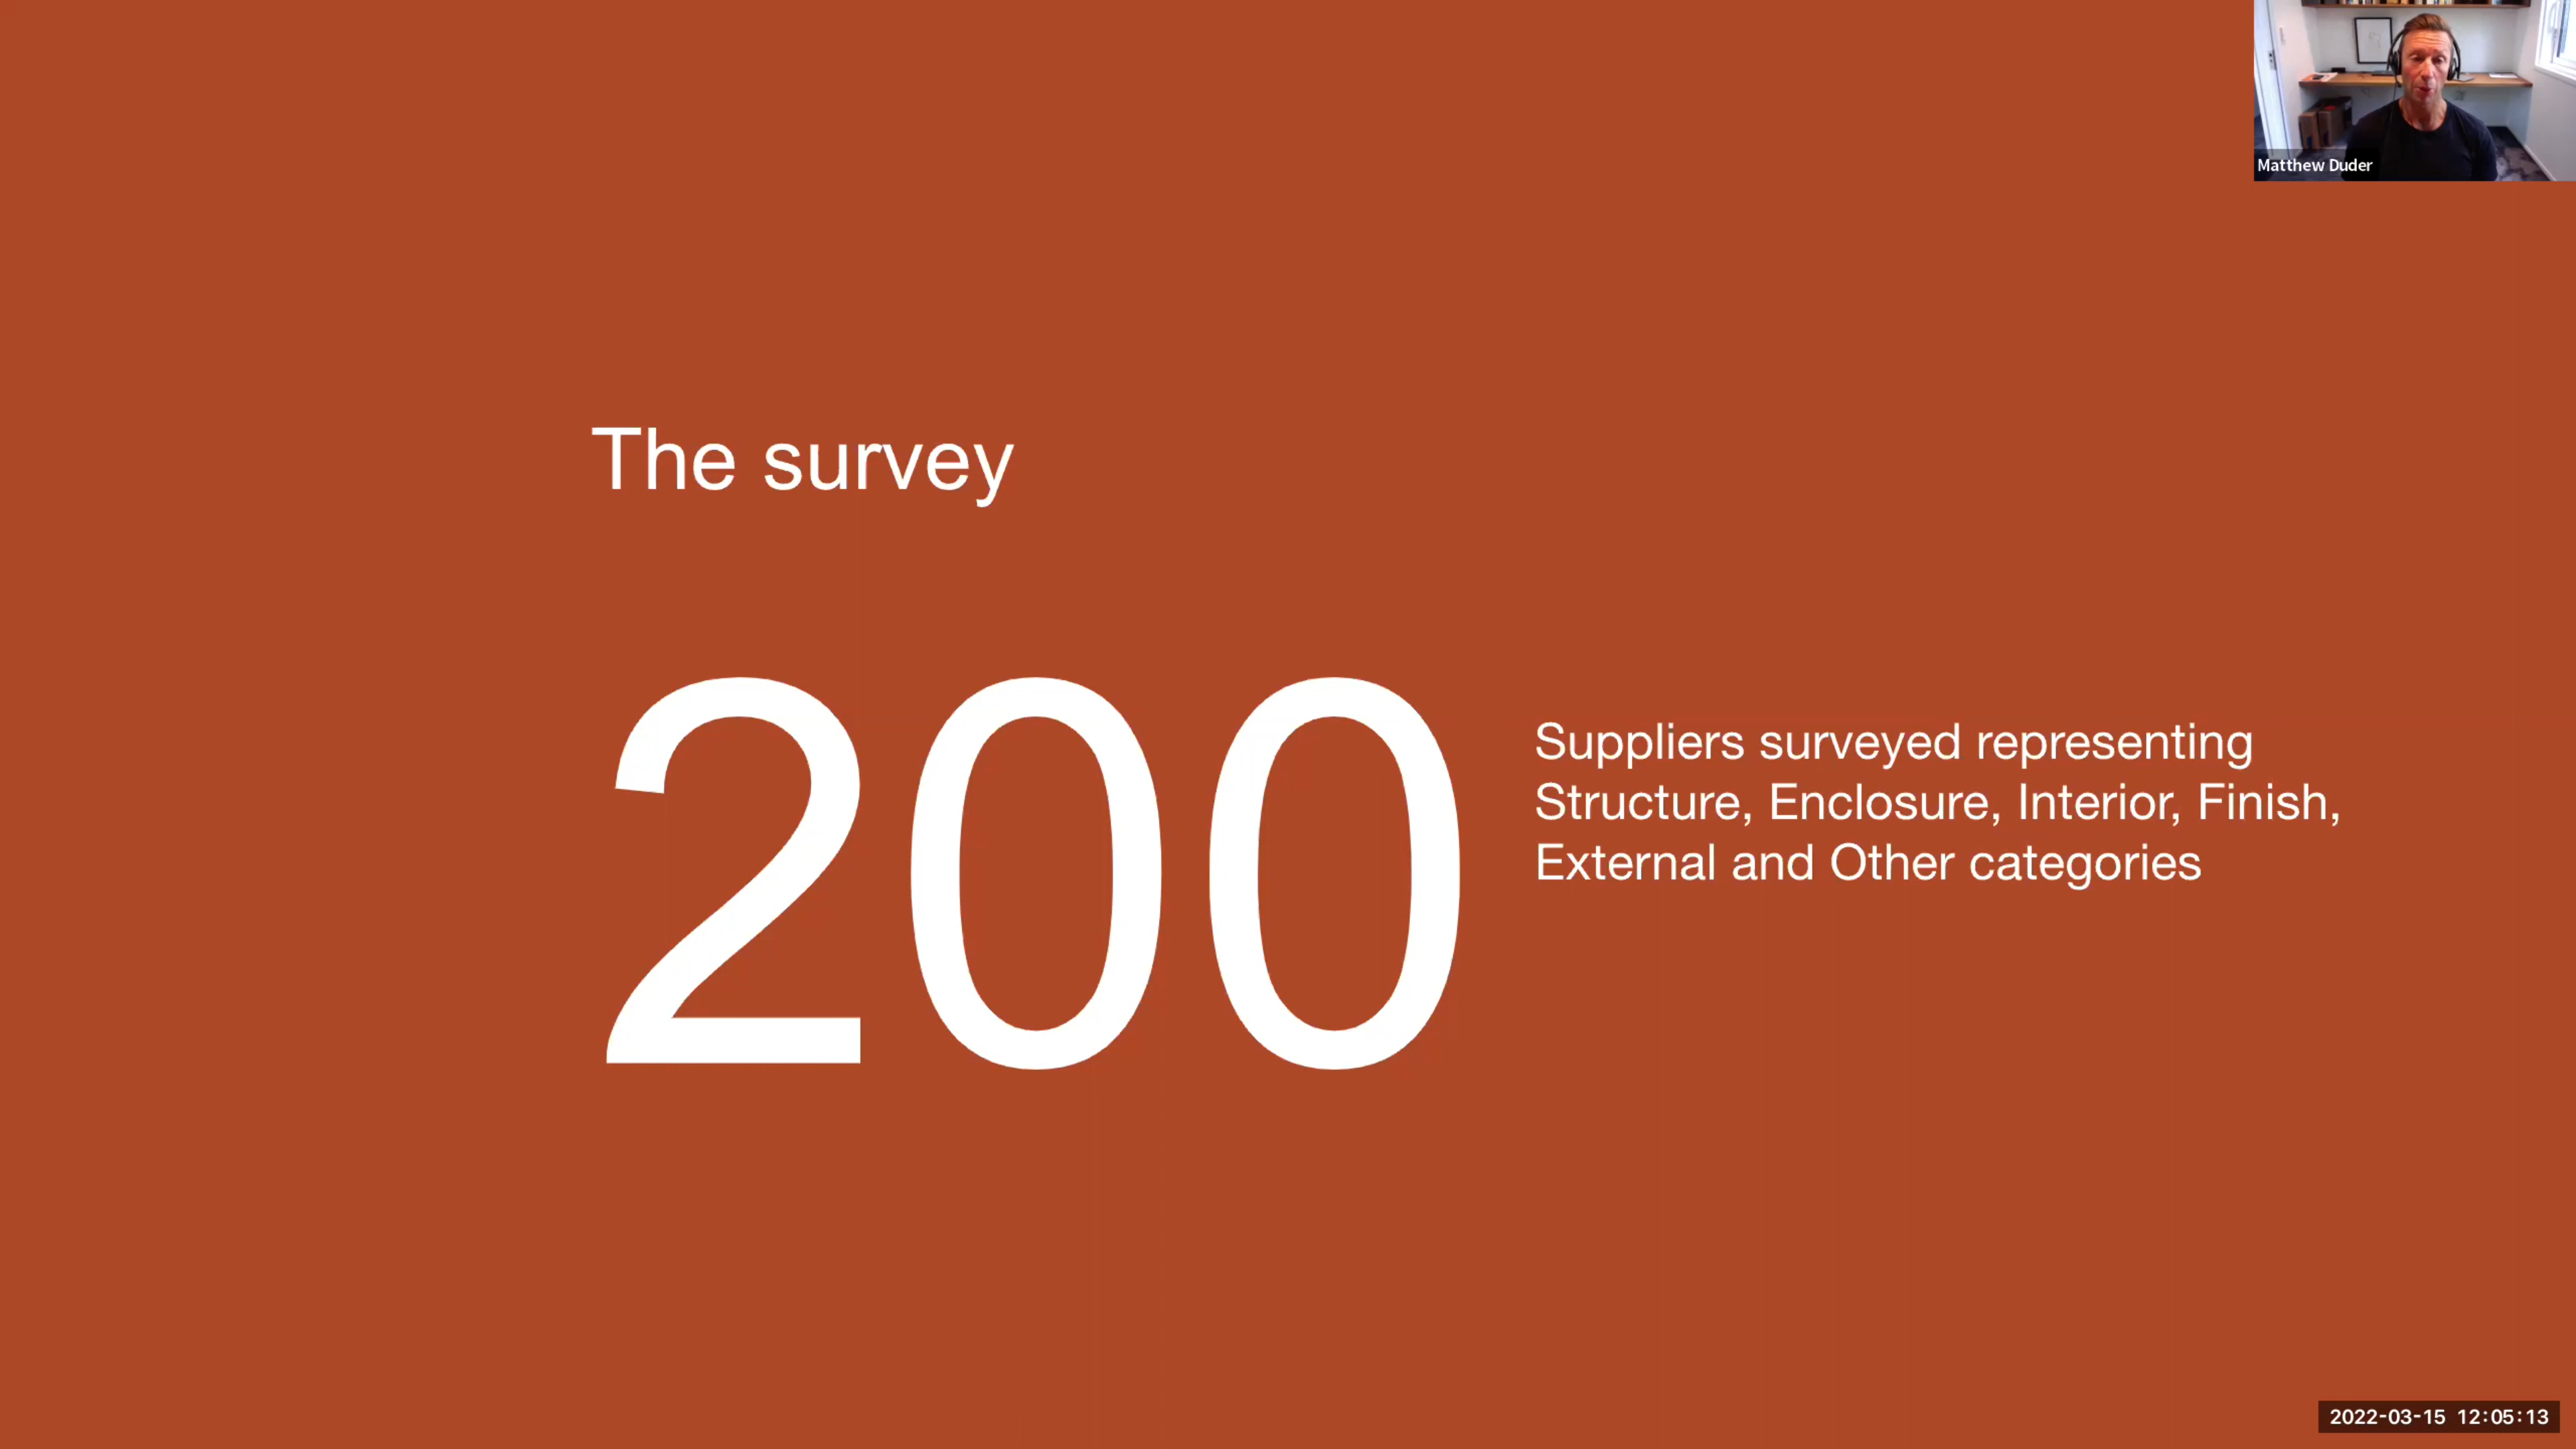 Matthew Duder
The survey
200
Suppliers surveyed representing
Structure, Enclosure, Interior, Finish,
External and Other categories
2022-03-15 12:05:13